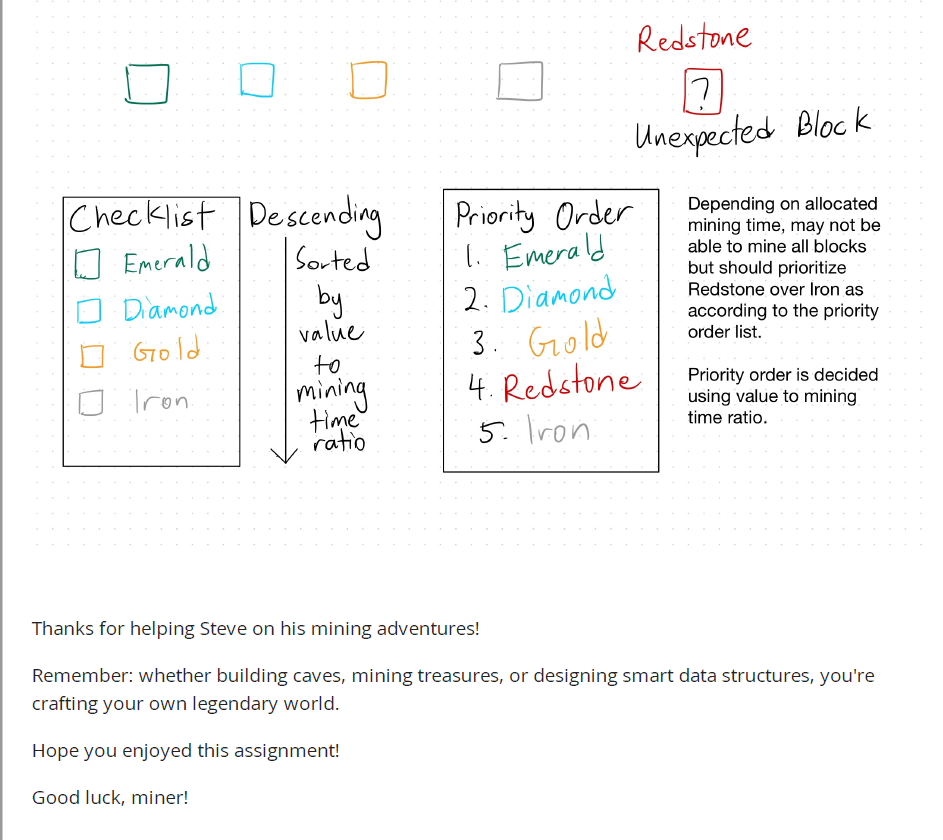 Redstone
?
Unexpected Block
Checklist
Emerald
Diamond
Gold
Iron
Descending
Sorted
by
value
to
mining
time
ratio
Priority Order
1. Emerald
2. Diamond
3. Gold
4. Redstone
5. Iron
Depending on allocated
mining time, may not be
able to mine all blocks
but should prioritize
Redstone over Iron as
according to the priority
order list.
Priority order is decided
using value to mining
time ratio.
Thanks for helping Steve on his mining adventures!
Remember: whether building caves, mining treasures, or designing smart data structures, you're
crafting your own legendary world.
Hope you enjoyed this assignment!
Good luck, miner!